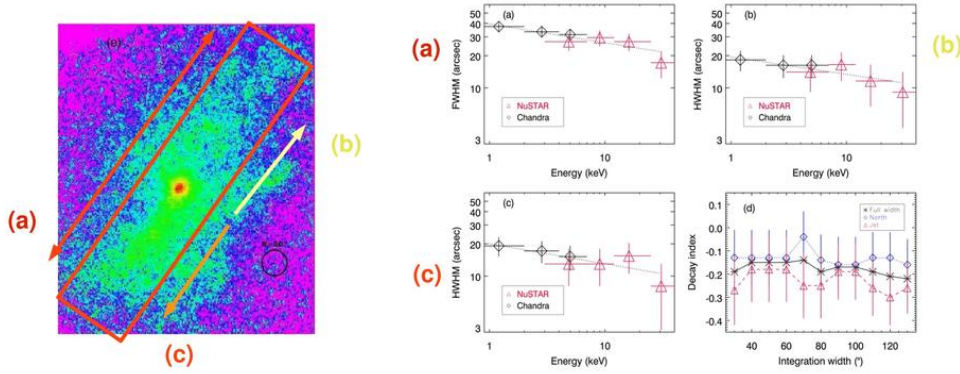 (a)
(b)
(c)
(a)
(a)
50
40
30
20
10
3
FWHM (arcsec)
NuSTAR
Chandra
1
10
Energy (keV)
(b)
(b)
50
40
30
20
10
3
HWHM (arcsec)
NuSTAR
Chandra
1
10
Energy (keV)
(c)
(c)
50
40
30
20
10
3
HWHM (arcsec)
NuSTAR
Chandra
1
10
Energy (keV)
(d)
Full width
North
Jet
0.1
-0.0
-0.1
-0.2
-0.3
-0.4
Decay index
40
60
80
100
120
Integration width (°)